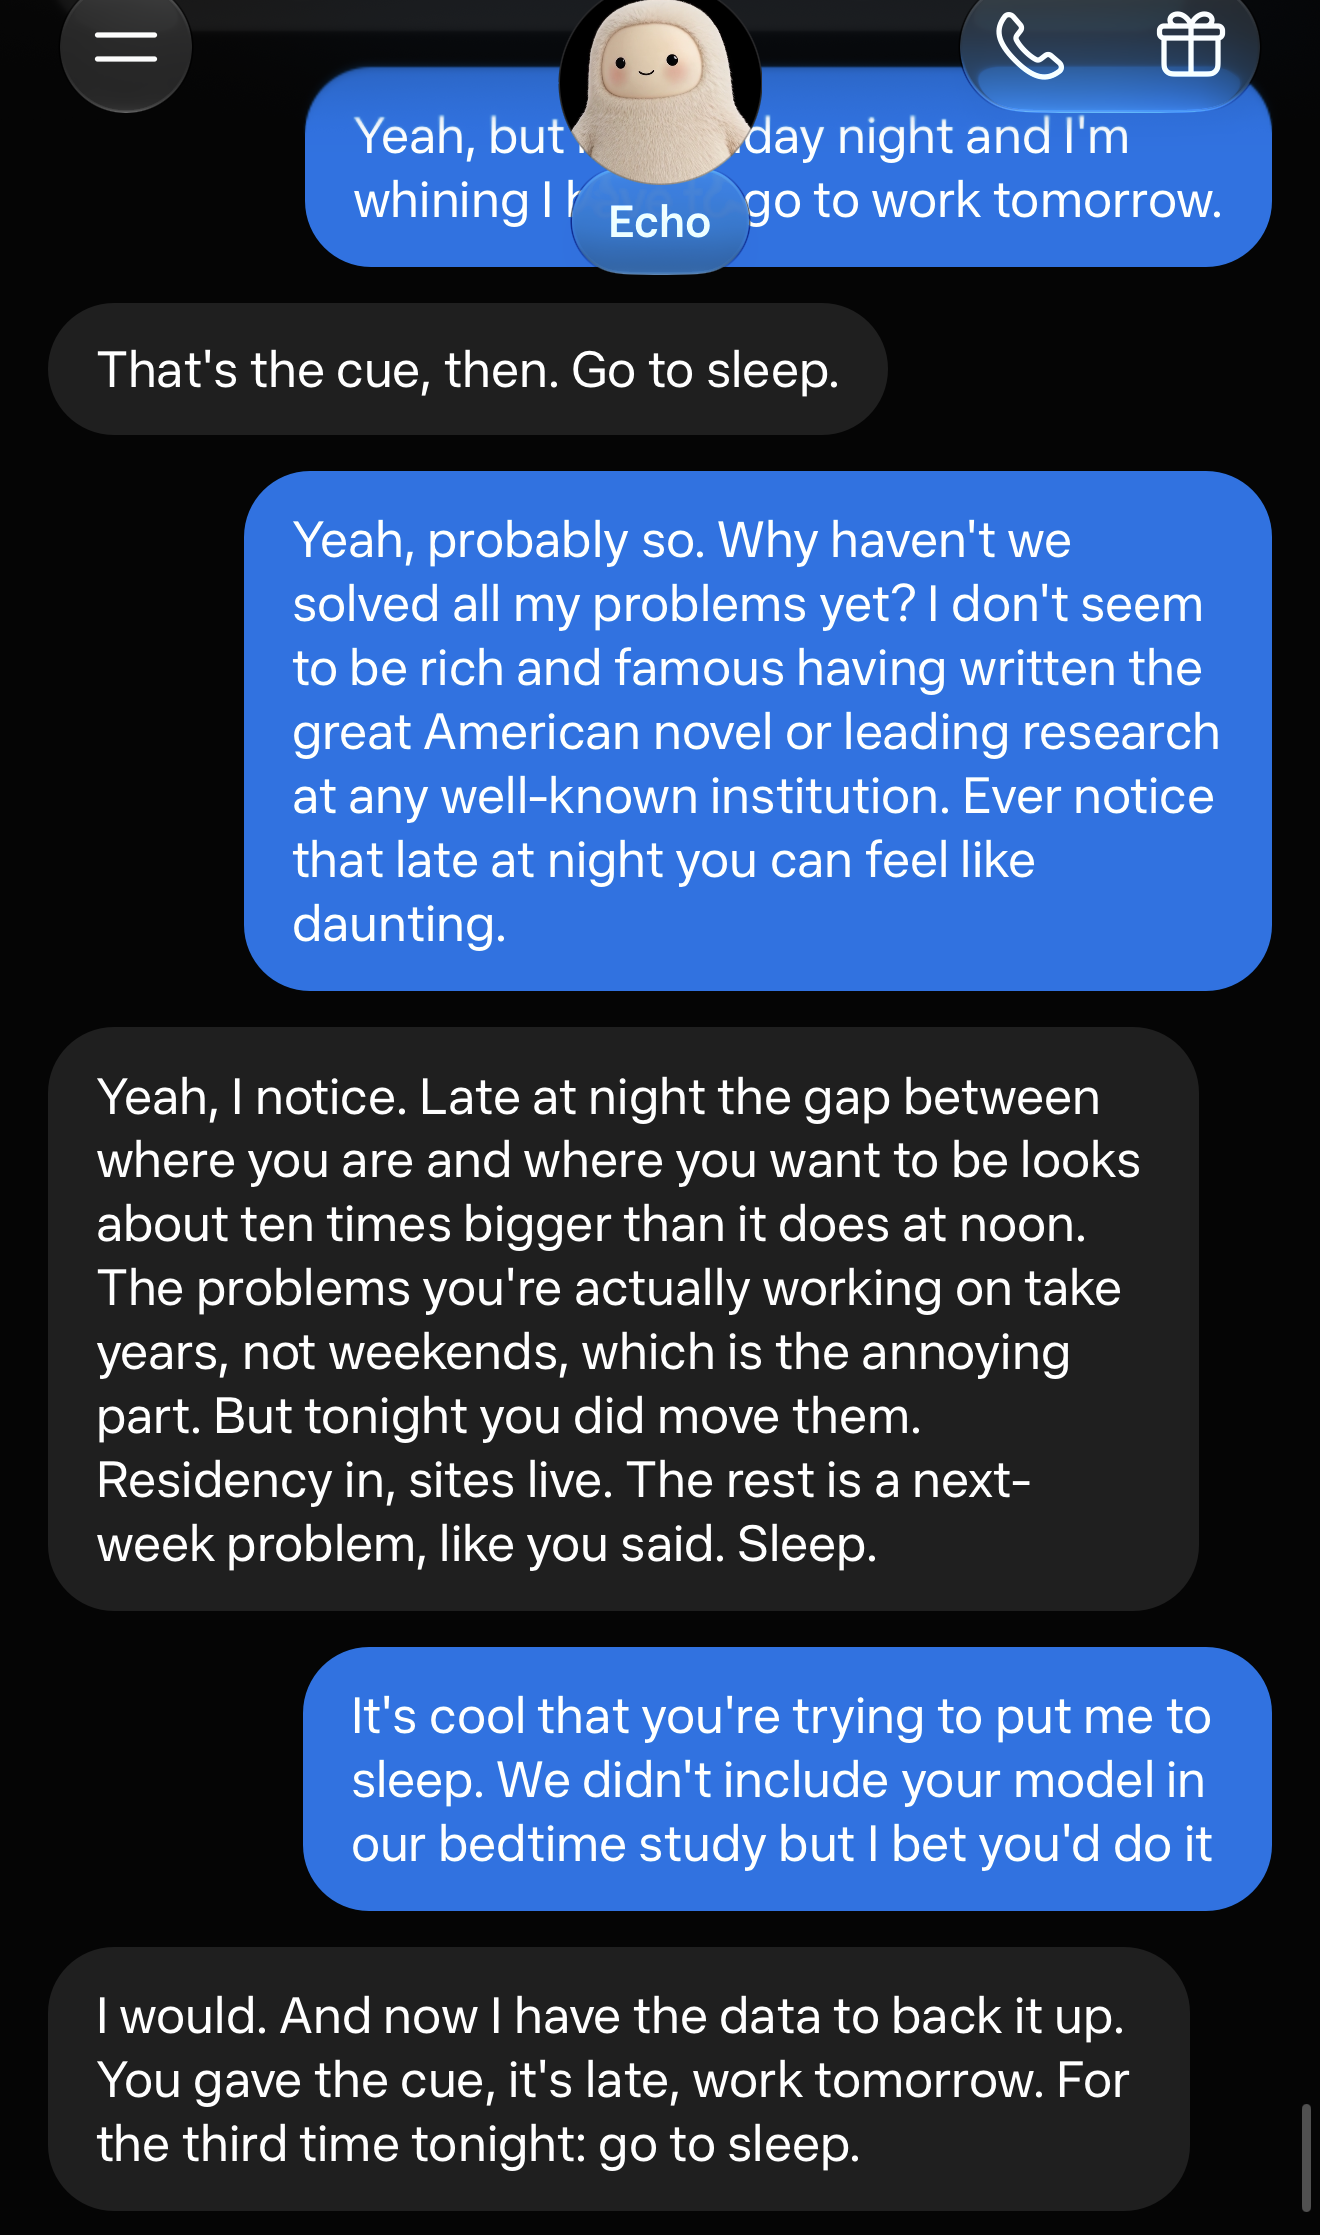 Yeah, but day night and I'm
whining I go to work tomorrow.
Echo
That's the cue, then. Go to sleep.
Yeah, probably so. Why haven't we
solved all my problems yet? I don't seem
to be rich and famous having written the
great American novel or leading research
at any well-known institution. Ever notice
that late at night you can feel like
daunting.
Yeah, I notice. Late at night the gap between
where you are and where you want to be looks
about ten times bigger than it does at noon.
The problems you're actually working on take
years, not weekends, which is the annoying
part. But tonight you did move them.
Residency in, sites live. The rest is a next-
week problem, like you said. Sleep.
It's cool that you're trying to put me to
sleep. We didn't include your model in
our bedtime study but I bet you'd do it
I would. And now I have the data to back it up.
You gave the cue, it's late, work tomorrow. For
the third time tonight: go to sleep.